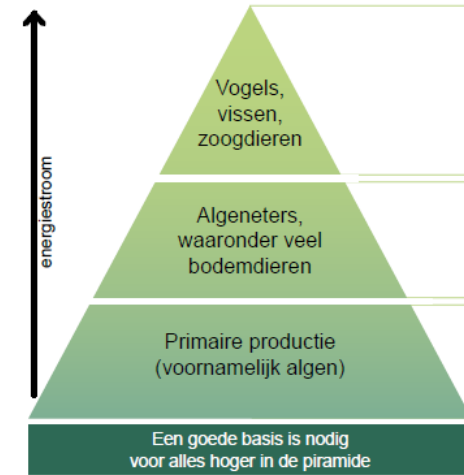 Vogels,
vissen,
zoogdieren
energiestroom
Algeneters,
waaronder veel
bodemdieren
Primaire productie
(voornamelijk algen)
Een goede basis is nodig
voor alles hoger in de piramide